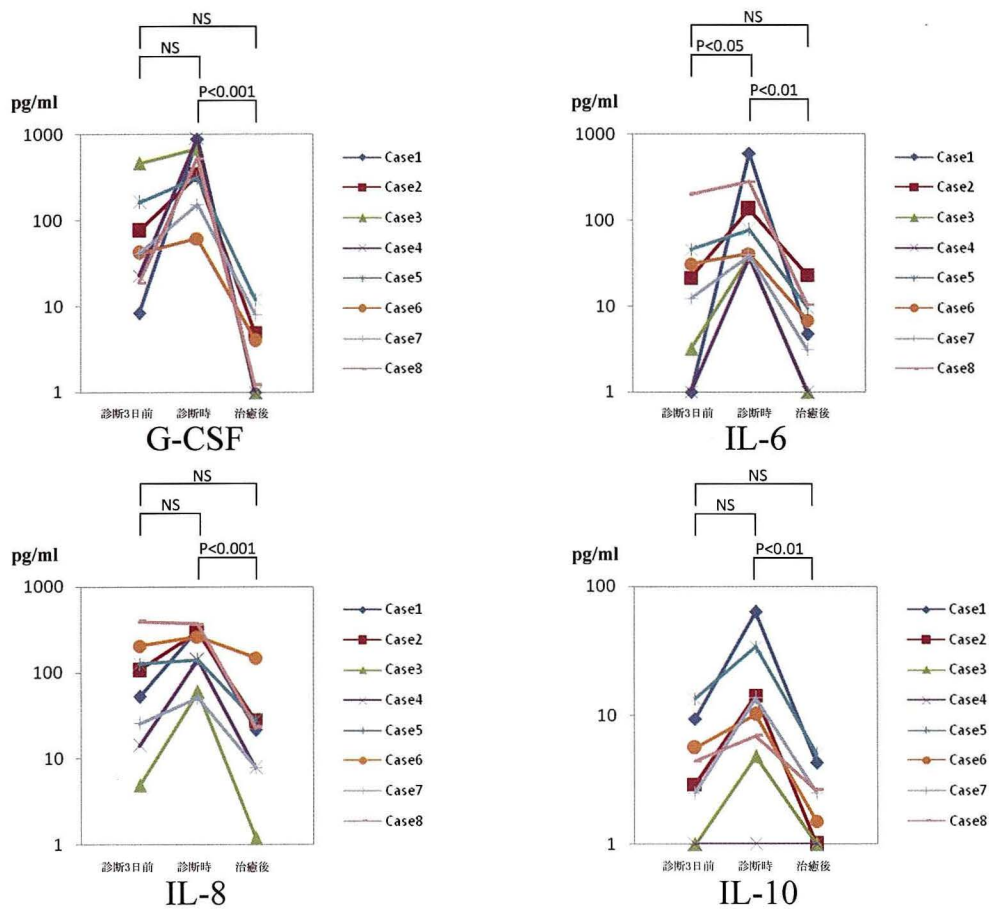 NS
NS
P<0.001
pg/ml
1000
100
10
1
診断3日前 診断時 治癒後
G-CSF
Case1
Case2
Case3
Case4
Case5
Case6
Case7
Case8
NS
P<0.05
P<0.01
pg/ml
1000
100
10
1
診断3日前 診断時 治癒後
IL-6
Case1
Case2
Case3
Case4
Case5
Case6
Case7
Case8
NS
NS
P<0.001
pg/ml
1000
100
10
1
診断3日前 診断時 治癒後
IL-8
Case1
Case2
Case3
Case4
Case5
Case6
Case7
Case8
NS
NS
P<0.01
pg/ml
100
10
1
診断3日前 診断時 治癒後
IL-10
Case1
Case2
Case3
Case4
Case5
Case6
Case7
Case8